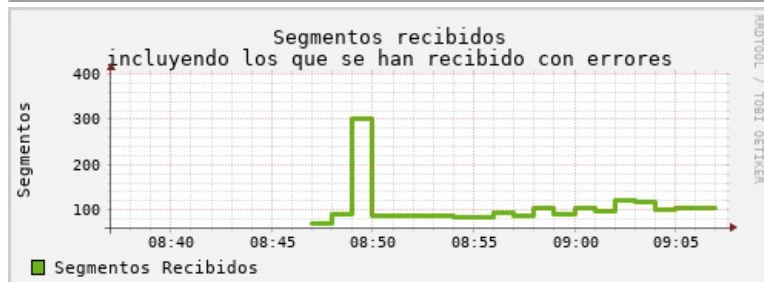 Segmentos recibidos
incluyendo los que se han recibido con errores
Segmentos
400
300
200
100
08:40 08:45 08:50 08:55 09:00 09:05
Segmentos Recibidos
RRDTOOL / TOBI OETIKER